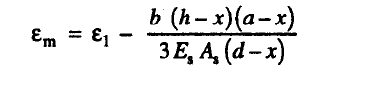 εm = ε1 − b (h − x)(a − x) / 3 Es As (d − x)